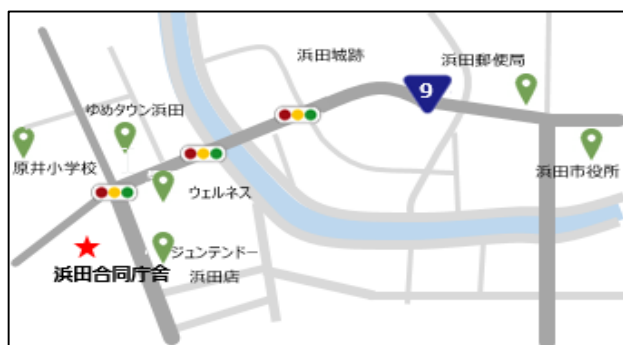 浜田城跡
浜田郵便局
9
ゆめタウン浜田
原井小学校
浜田市役所
ウェルネス
ジュンテンドー
浜田店
浜田合同庁舎